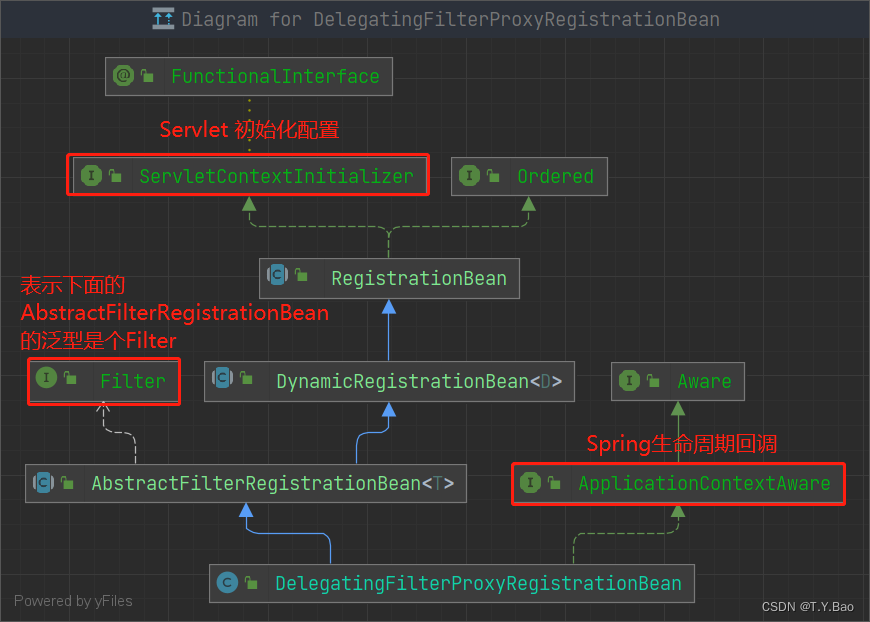 Diagram for DelegatingFilterProxyRegistrationBean
@ FunctionalInterface
Servlet 初始化配置
I ServletContextInitializer
I Ordered
C RegistrationBean
表示下面的
AbstractFilterRegistrationBean
的泛型是个Filter
I Filter
C DynamicRegistrationBean<D>
I Aware
Spring生命周期回调
C AbstractFilterRegistrationBean<T>
I ApplicationContextAware
C DelegatingFilterProxyRegistrationBean
Powered by yFiles
CSDN @T.Y.Bao